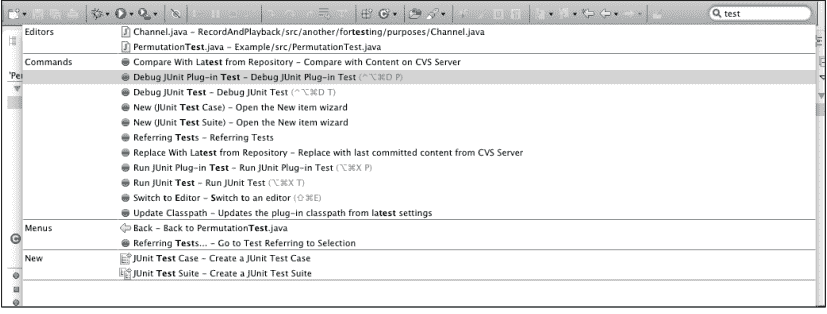 test
Editors
Channel.java – RecordAndPlayback/src/another/fortesting/purposes/Channel.java
PermutationTest.java – Example/src/PermutationTest.java
Commands
Compare With Latest from Repository – Compare with Content on CVS Server
'Per
Debug JUnit Plug-in Test – Debug JUnit Plug-in Test (⌃⌥⌘D P)
Debug JUnit Test – Debug JUnit Test (⌃⌥⌘D T)
New (JUnit Test Case) – Open the New item wizard
New (JUnit Test Suite) – Open the New item wizard
Referring Tests – Referring Tests
Replace With Latest from Repository – Replace with last committed content from CVS Server
Run JUnit Plug-in Test – Run JUnit Plug-in Test (⌥⌘X P)
Run JUnit Test – Run JUnit Test (⌥⌘X T)
Switch to Editor – Switch to an editor (⇧⌘E)
Update Classpath – Updates the plug-in classpath from latest settings
Menus
Back – Back to PermutationTest.java
Referring Tests... – Go to Test Referring to Selection
New
JUnit Test Case – Create a JUnit Test Case
JUnit Test Suite – Create a JUnit Test Suite